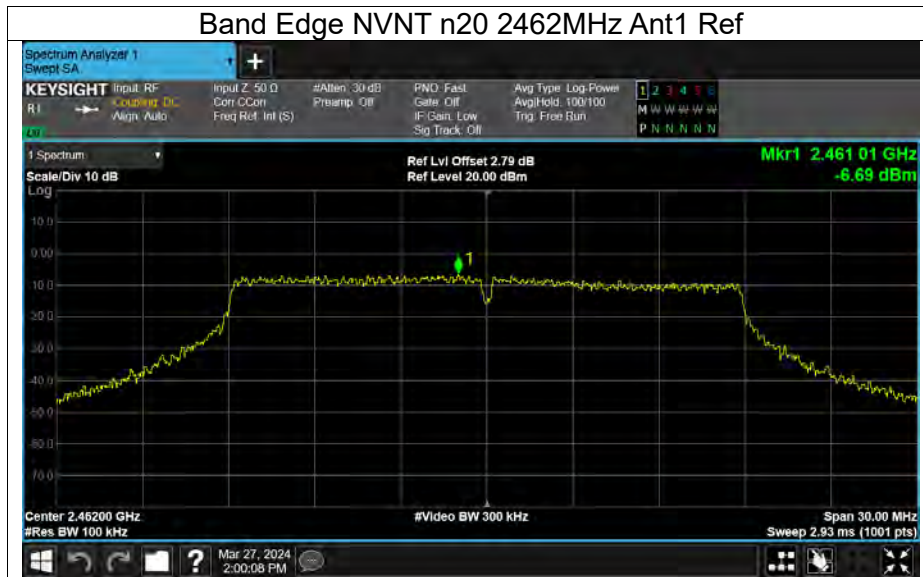 Band Edge NVNT n20 2462MHz Ant1 Ref
Spectrum Analyzer 1
Swept SA
+
KEYSIGHT Input: RF Input Z: 50 Ω #Atten: 30 dB PNO: Fast Avg Type: Log-Power 1 2 3 4 5 6
Coupling: DC Corr CCorr Preamp: Off Gate: Off Avg|Hold: 100/100 M W W W W W
Align: Auto Freq Ref: Int (S) IF Gain: Low Trig: Free Run
Sig Track: Off P N N N N N
1 Spectrum Ref Lvl Offset 2.79 dB Mkr1 2.461 01 GHz
Scale/Div 10 dB Ref Level 20.00 dBm -6.69 dBm
Log
10.0
0.00
1
-10.0
-20.0
-30.0
-40.0
-50.0
-60.0
-70.0
Center 2.46200 GHz #Video BW 300 kHz Span 30.00 MHz
#Res BW 100 kHz Sweep 2.93 ms (1001 pts)
? Mar 27, 2024
2:00:08 PM